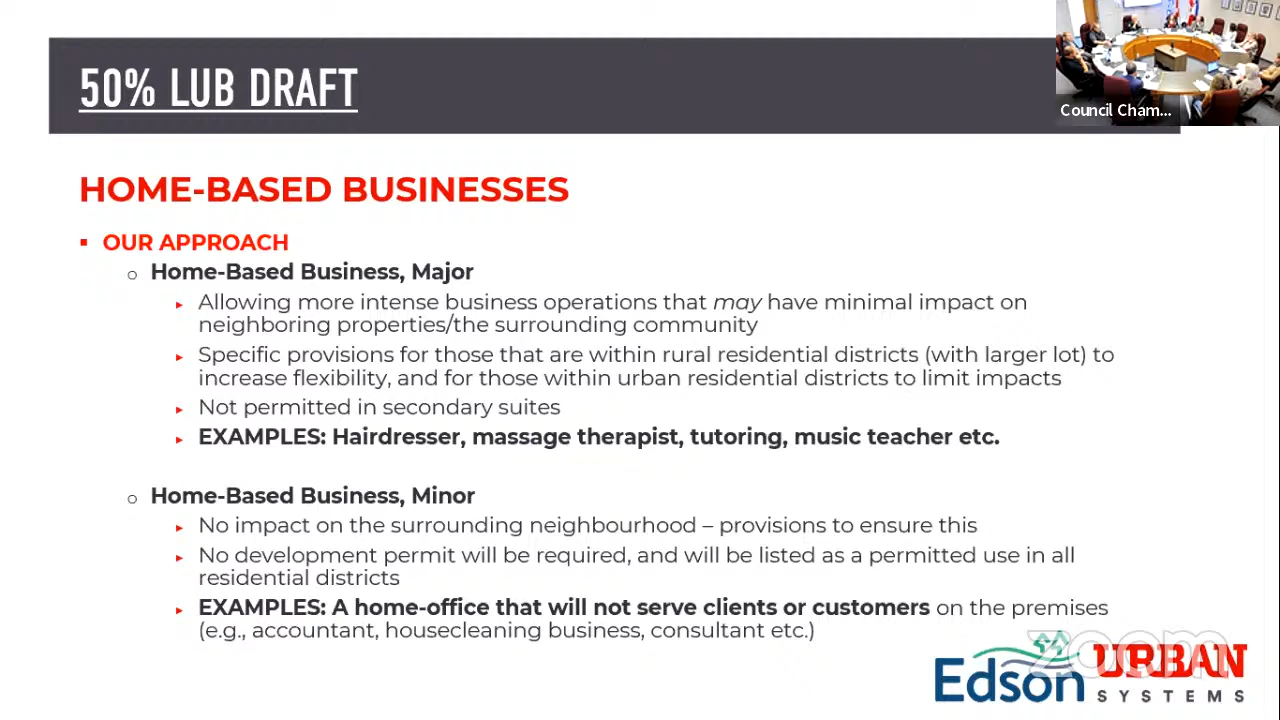 50% LUB DRAFT
Council Cham...
HOME-BASED BUSINESSES
▪ OUR APPROACH
o Home-Based Business, Major
▸ Allowing more intense business operations that may have minimal impact on
neighboring properties/the surrounding community
▸ Specific provisions for those that are within rural residential districts (with larger lot) to
increase flexibility, and for those within urban residential districts to limit impacts
▸ Not permitted in secondary suites
▸ EXAMPLES: Hairdresser, massage therapist, tutoring, music teacher etc.
o Home-Based Business, Minor
▸ No impact on the surrounding neighbourhood – provisions to ensure this
▸ No development permit will be required, and will be listed as a permitted use in all
residential districts
▸ EXAMPLES: A home-office that will not serve clients or customers on the premises
(e.g., accountant, housecleaning business, consultant etc.)
zoom
Edson
URBAN
SYSTEMS